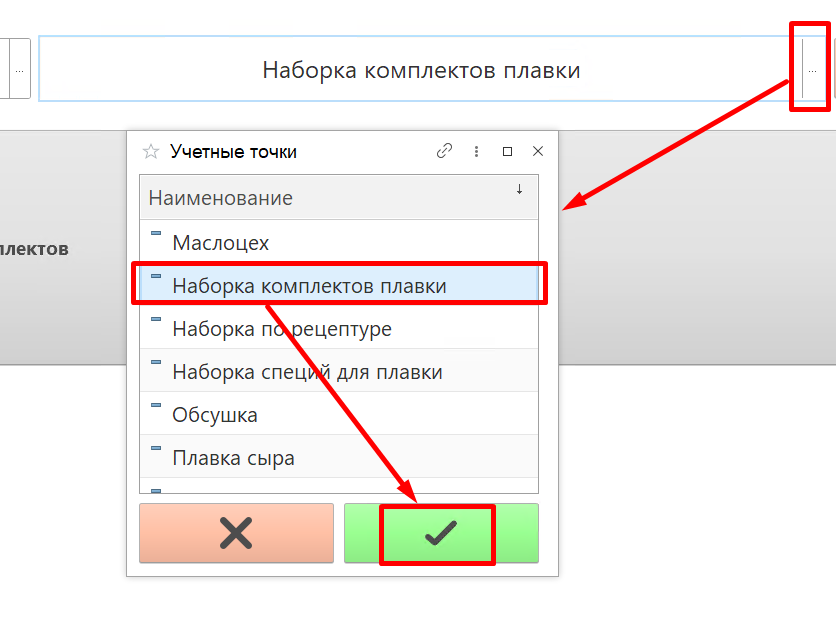 ...
Наборка комплектов плавки
...
Учетные точки
Наименование
плектов
Маслоцех
Наборка комплектов плавки
Наборка по рецептуре
Наборка специй для плавки
Обсушка
Плавка сыра